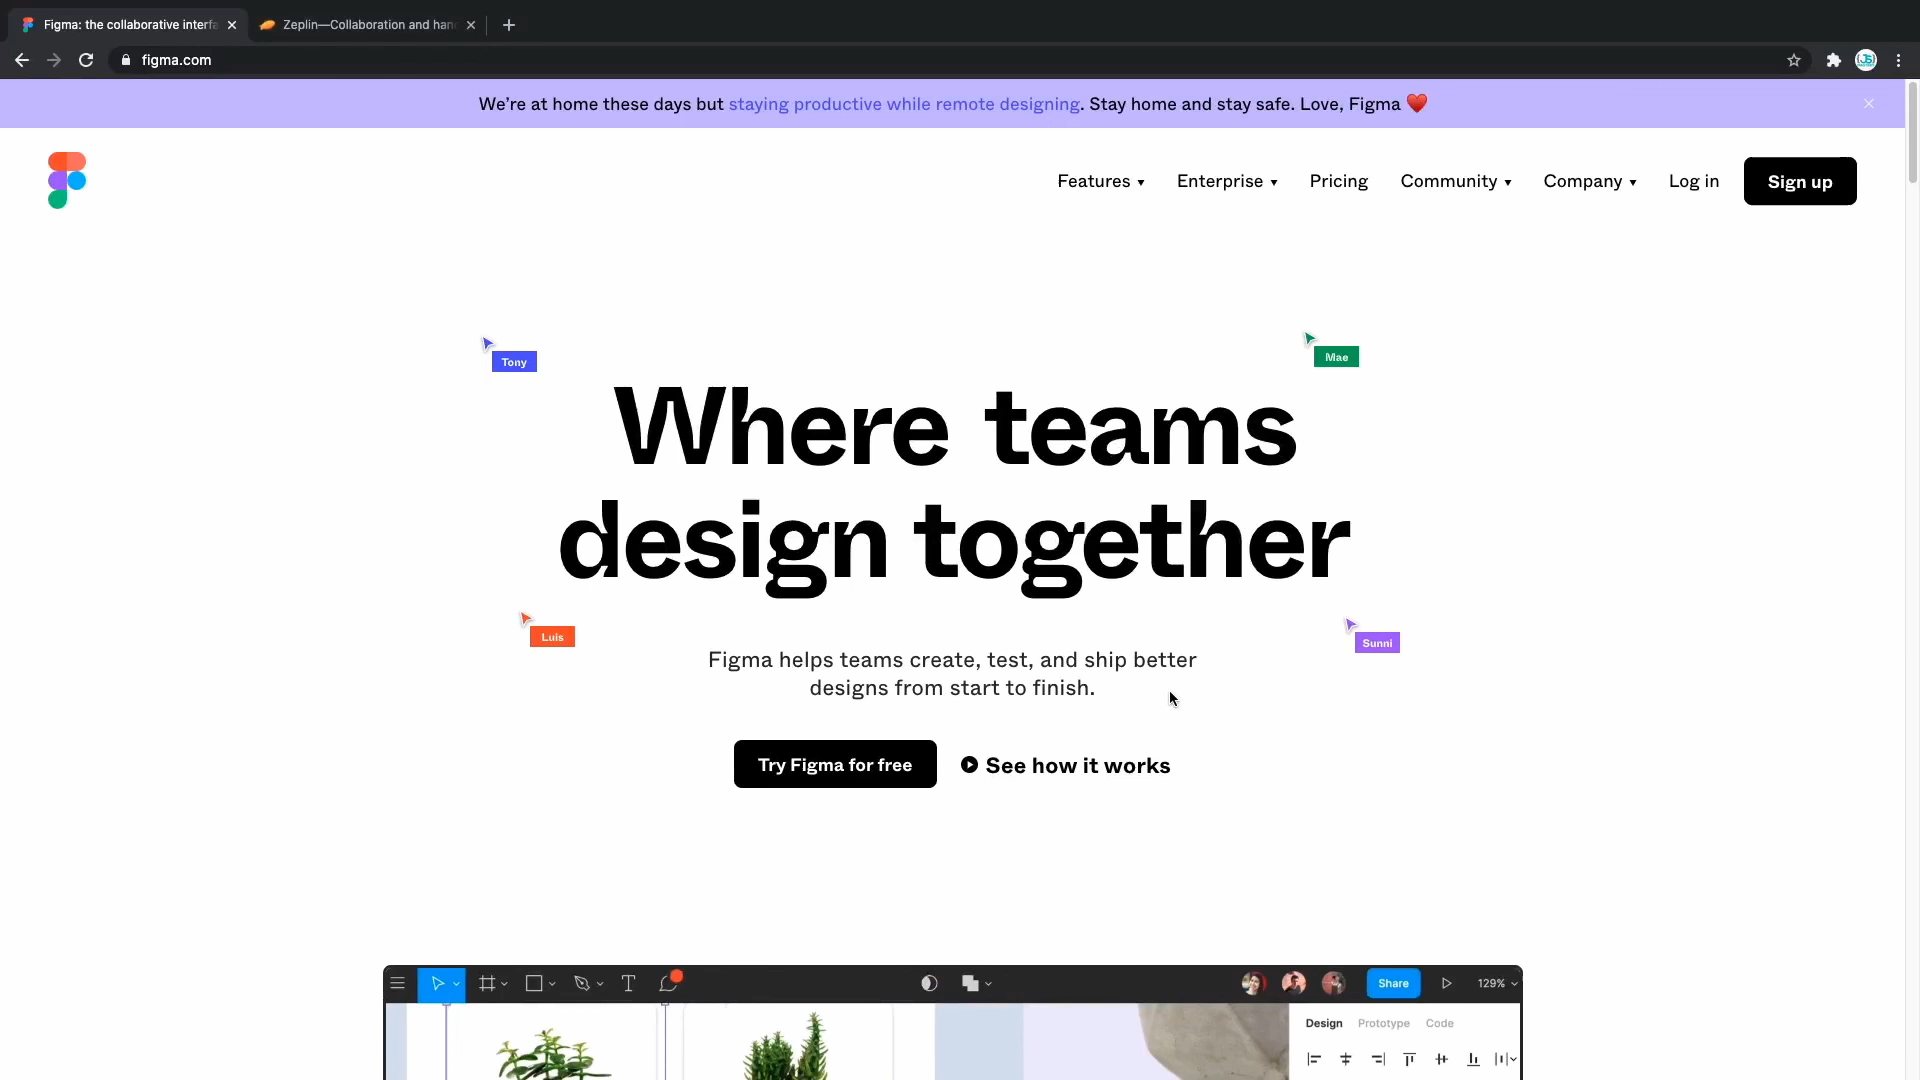 Figma: the collaborative interfa
Zeplin—Collaboration and han
figma.com
We’re at home these days but staying productive while remote designing. Stay home and stay safe. Love, Figma ❤️
Features ▾
Enterprise ▾
Pricing
Community ▾
Company ▾
Log in
Sign up
Tony
Mae
Where teams
design together
Luis
Sunni
Figma helps teams create, test, and ship better
designs from start to finish.
Try Figma for free
See how it works
Share
129%
Design
Prototype
Code